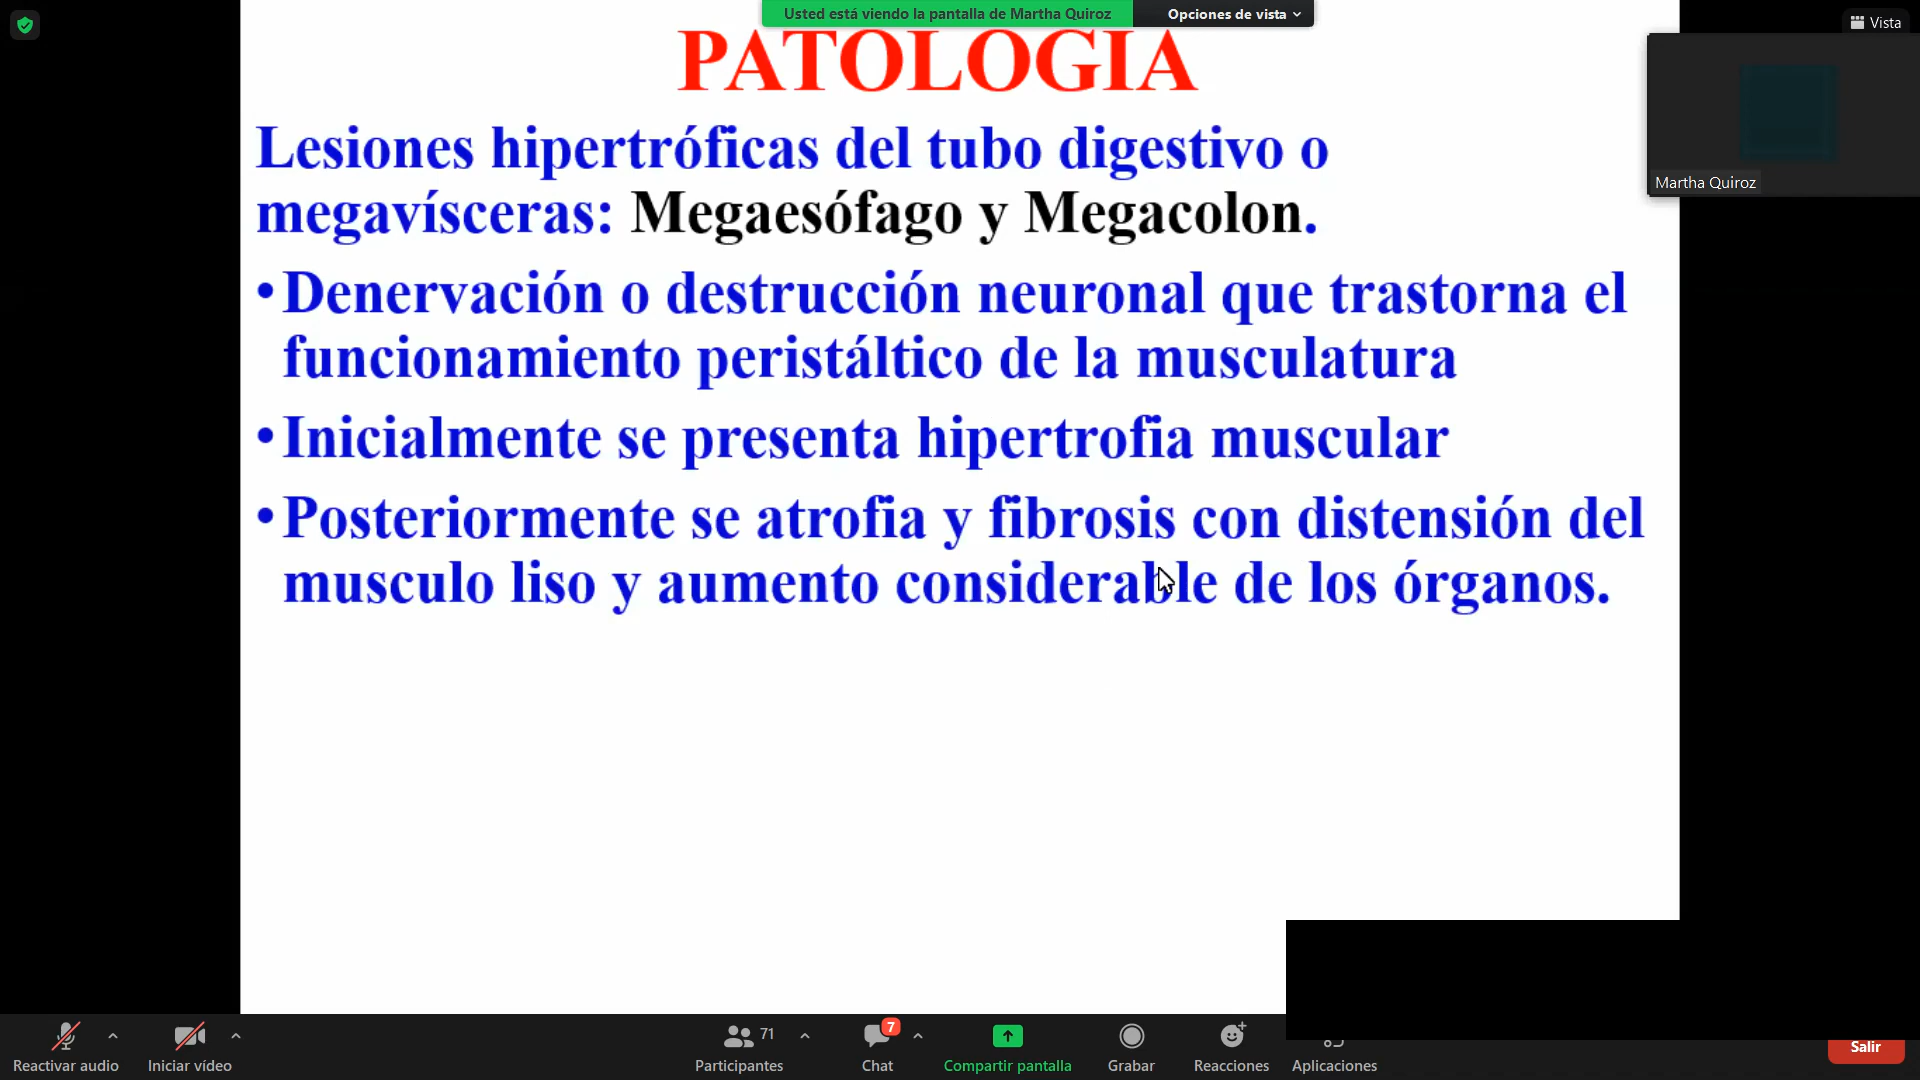 Usted está viendo la pantalla de Martha Quiroz
Opciones de vista
Vista
PATOLOGIA
Martha Quiroz
Lesiones hipertróficas del tubo digestivo o
megavísceras: Megaesófago y Megacolon.
•Denervación o destrucción neuronal que trastorna el
funcionamiento peristáltico de la musculatura
•Inicialmente se presenta hipertrofia muscular
•Posteriormente se atrofia y fibrosis con distensión del
musculo liso y aumento considerable de los órganos.
71
7
Reactivar audio
Iniciar vídeo
Participantes
Chat
Compartir pantalla
Grabar
Reacciones
Aplicaciones
Salir